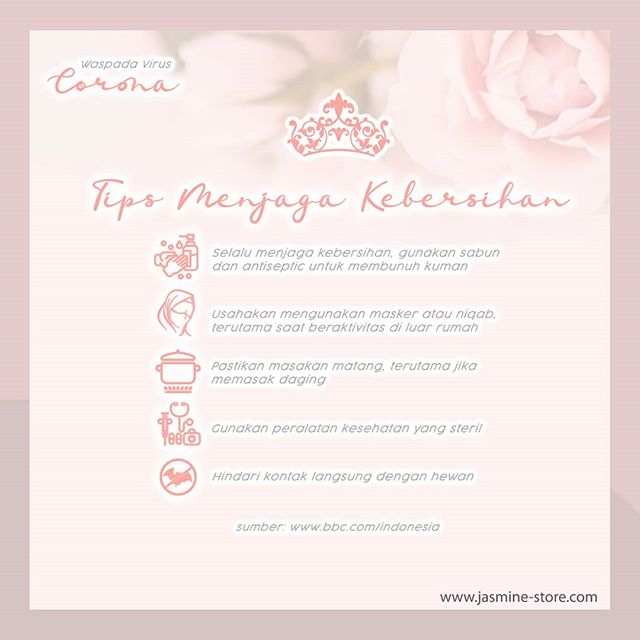 Waspada Virus
Corona
Tips Menjaga Kebersihan
Selalu menjaga kebersihan, gunakan sabun
dan antiseptic untuk membunuh kuman
Usahakan mengunakan masker atau niqab,
terutama saat beraktivitas di luar rumah
Pastikan masakan matang, terutama jika
memasak daging
Gunakan peralatan kesehatan yang steril
Hindari kontak langsung dengan hewan
sumber: www.bbc.com/indonesia
www.jasmine-store.com